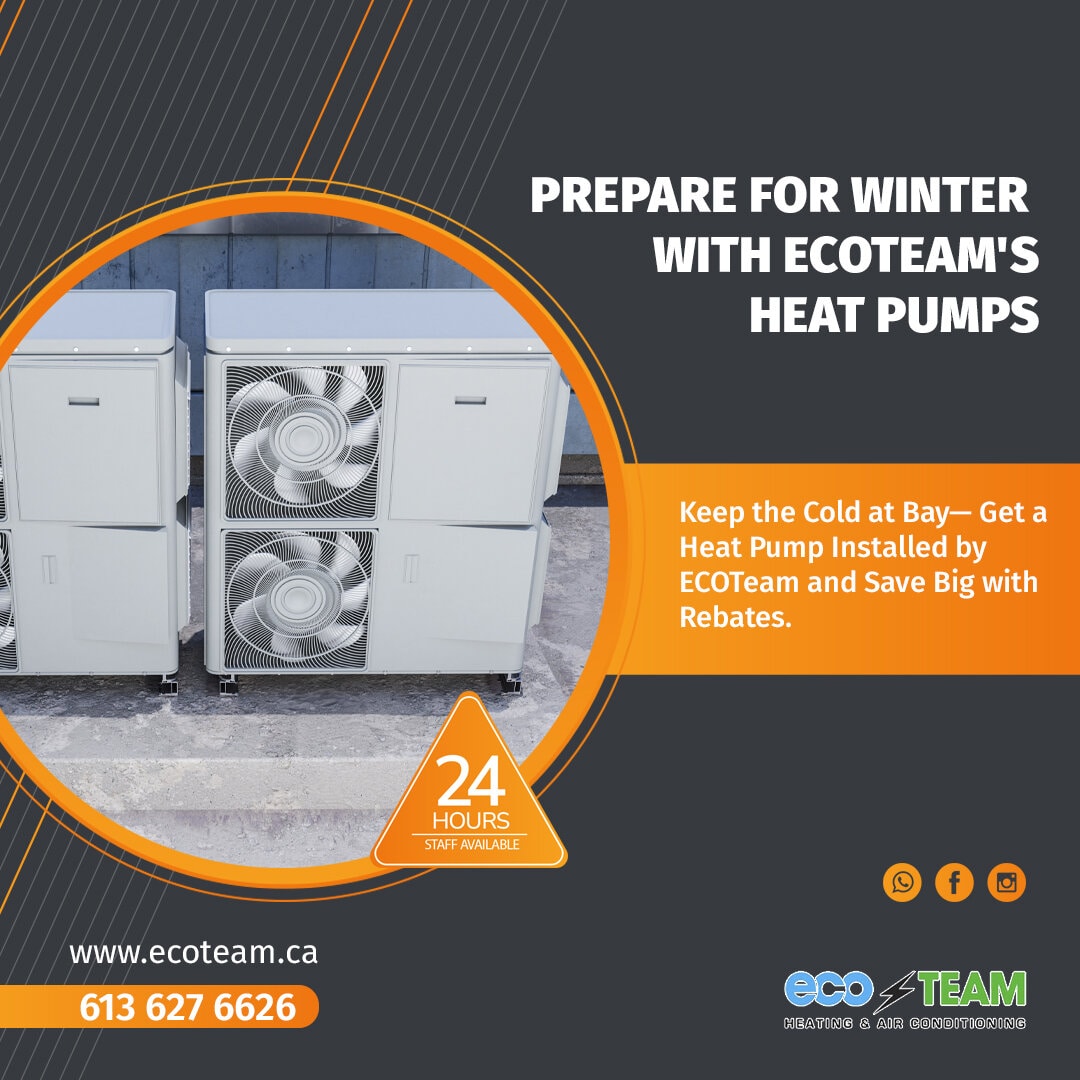 PREPARE FOR WINTER
WITH ECOTEAM'S
HEAT PUMPS
Keep the Cold at Bay— Get a
Heat Pump Installed by
ECOTeam and Save Big with
Rebates.
24
HOURS
STAFF AVAILABLE
www.ecoteam.ca
613 627 6626
eco TEAM
HEATING & AIR CONDITIONING